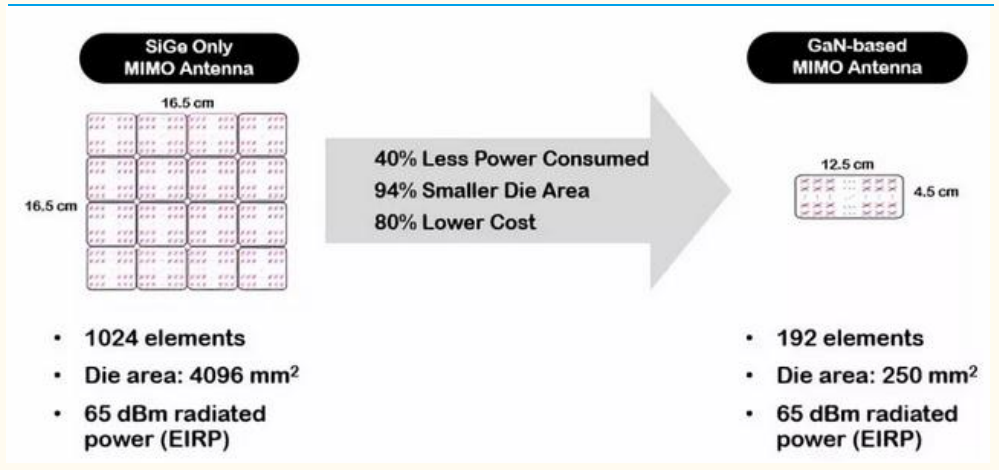 SiGe Only
MIMO Antenna
16.5 cm
16.5 cm
40% Less Power Consumed
94% Smaller Die Area
80% Lower Cost
GaN-based
MIMO Antenna
12.5 cm
4.5 cm
• 1024 elements
• Die area: 4096 mm²
• 65 dBm radiated
power (EIRP)
• 192 elements
• Die area: 250 mm²
• 65 dBm radiated
power (EIRP)